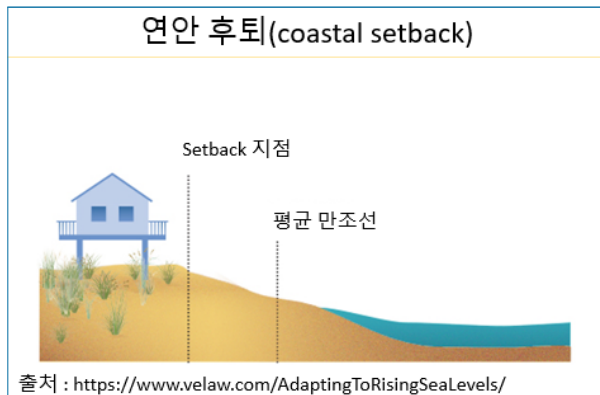 연안 후퇴(coastal setback)
Setback 지점
평균 만조선
출처 : https://www.velaw.com/AdaptingToRisingSeaLevels/